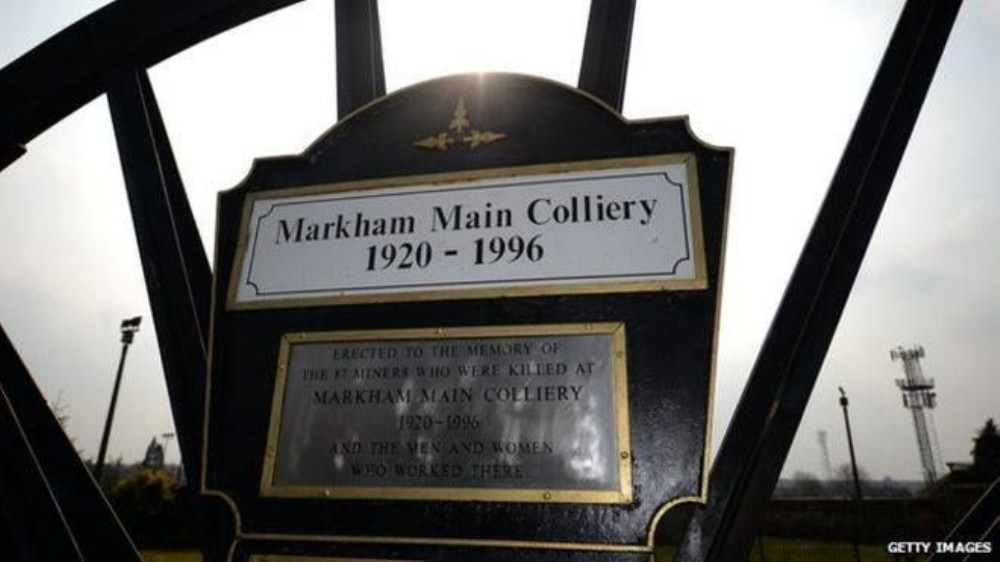 Markham Main Colliery
1920 - 1996
ERECTED TO THE MEMORY OF
THE 87 MINERS WHO WERE KILLED AT
MARKHAM MAIN COLLIERY
1920-1996
AND THE MEN AND WOMEN
WHO WORKED THERE.
GETTY IMAGES